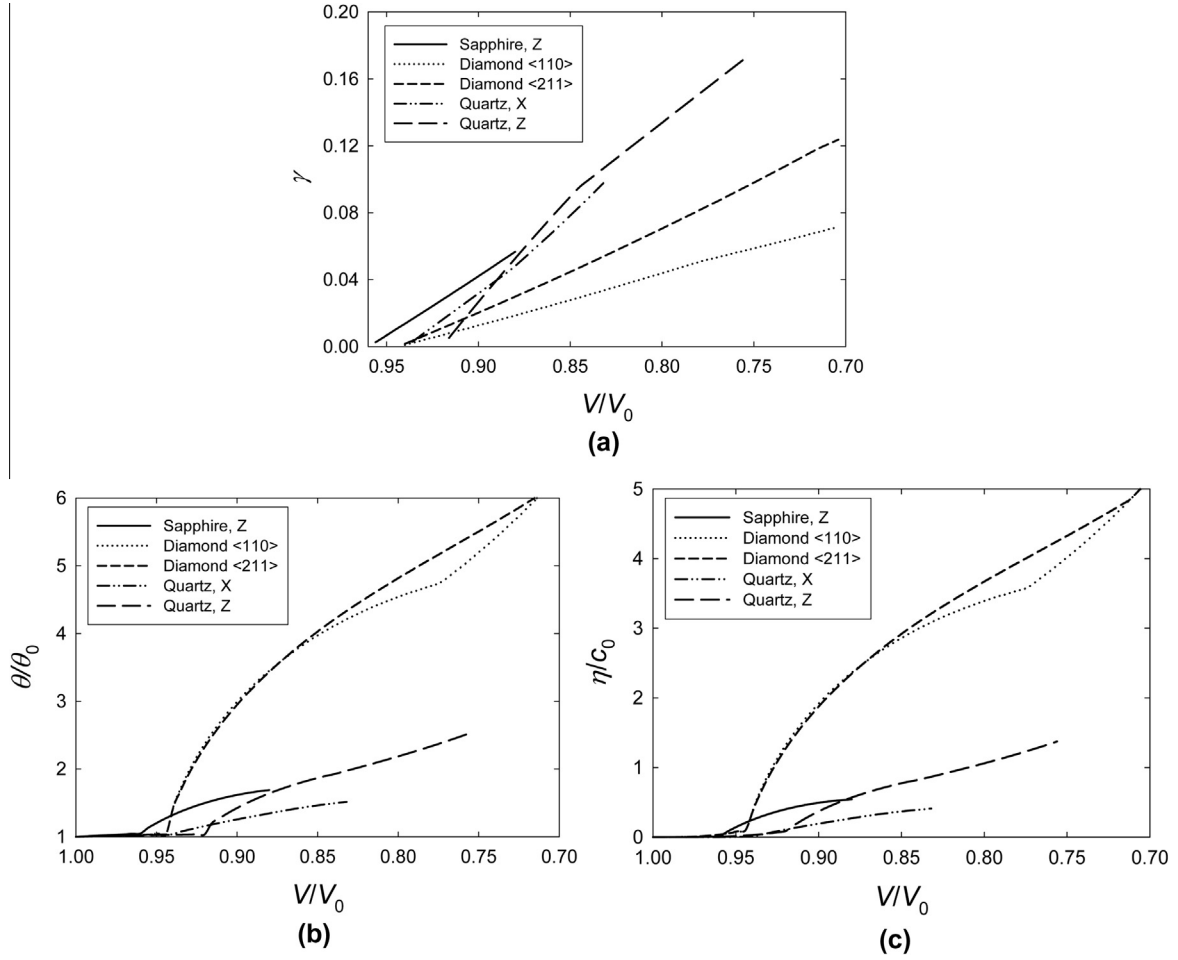 0.20
0.16
0.12
0.08
0.04
0.00
γ
Sapphire, Z
Diamond <110>
Diamond <211>
Quartz, X
Quartz, Z
0.95 0.90 0.85 0.80 0.75 0.70
V/V0
(a)
6
5
4
3
2
1
θ/θ0
Sapphire, Z
Diamond <110>
Diamond <211>
Quartz, X
Quartz, Z
1.00 0.95 0.90 0.85 0.80 0.75 0.70
V/V0
(b)
5
4
3
2
1
0
η/c0
Sapphire, Z
Diamond <110>
Diamond <211>
Quartz, X
Quartz, Z
1.00 0.95 0.90 0.85 0.80 0.75 0.70
V/V0
(c)